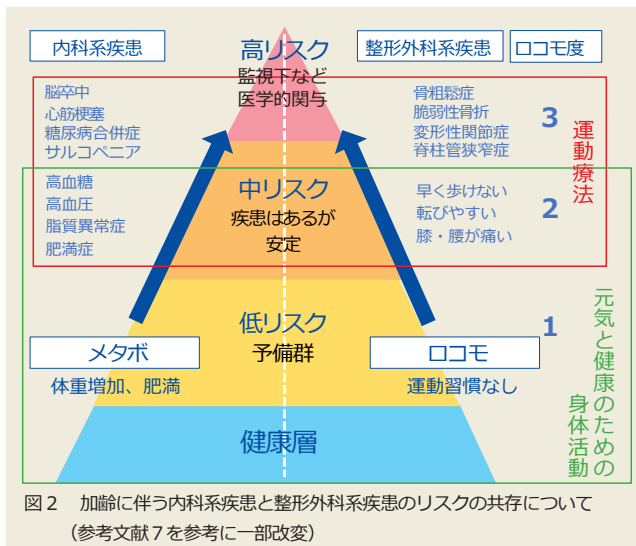 内科系疾患
高リスク
監視下など
医学的関与
整形外科系疾患
ロコモ度
脳卒中
心筋梗塞
糖尿病合併症
サルコペニア
骨粗鬆症
脆弱性骨折
変形性関節症
脊柱管狭窄症
3
運動療法
高血糖
高血圧
脂質異常症
肥満症
中リスク
疾患はあるが
安定
早く歩けない
転びやすい
膝・腰が痛い
2
低リスク
予備群
1
元気と健康のための
身体活動
メタボ
体重増加、肥満
ロコモ
運動習慣なし
健康層
図2 加齢に伴う内科系疾患と整形外科系疾患のリスクの共存について
(参考文献7を参考に一部改変)